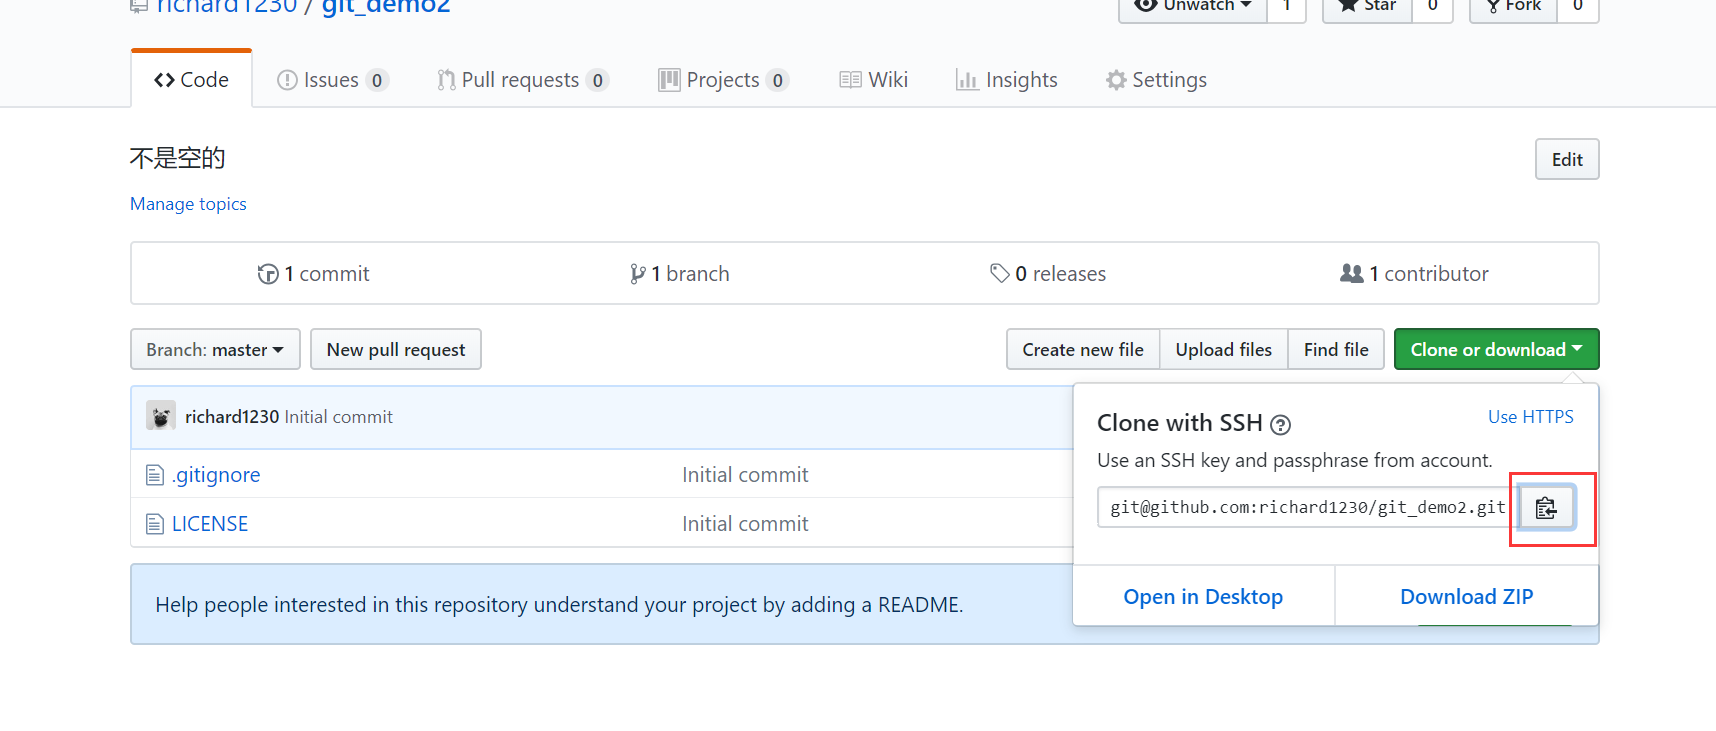 richard1230 / git_demo2
Unwatch 1 Star 0 Fork 0
Code Issues 0 Pull requests 0 Projects 0 Wiki Insights Settings
不是空的
Edit
Manage topics
1 commit 1 branch 0 releases 1 contributor
Branch: master New pull request Create new file Upload files Find file Clone or download
richard1230 Initial commit
.gitignore Initial commit
LICENSE Initial commit
Help people interested in this repository understand your project by adding a README.
Clone with SSH Use HTTPS
Use an SSH key and passphrase from account.
git@github.com:richard1230/git_demo2.git
Open in Desktop Download ZIP